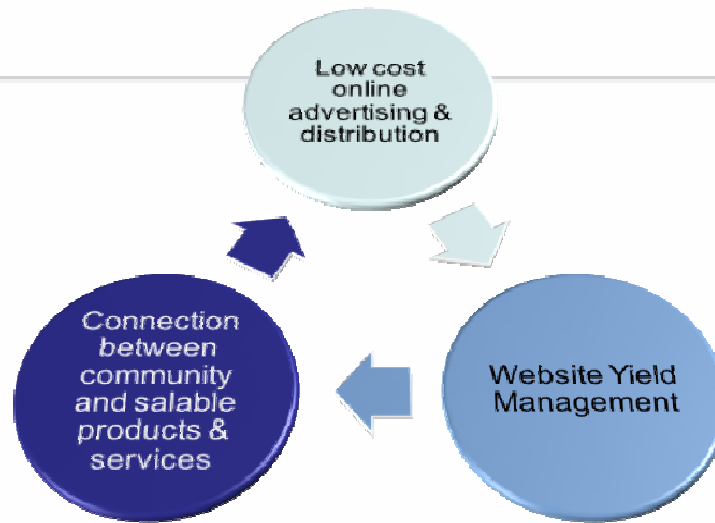 Low cost
online
advertising &
distribution
Connection
between
community
and salable
products &
services
Website Yield
Management